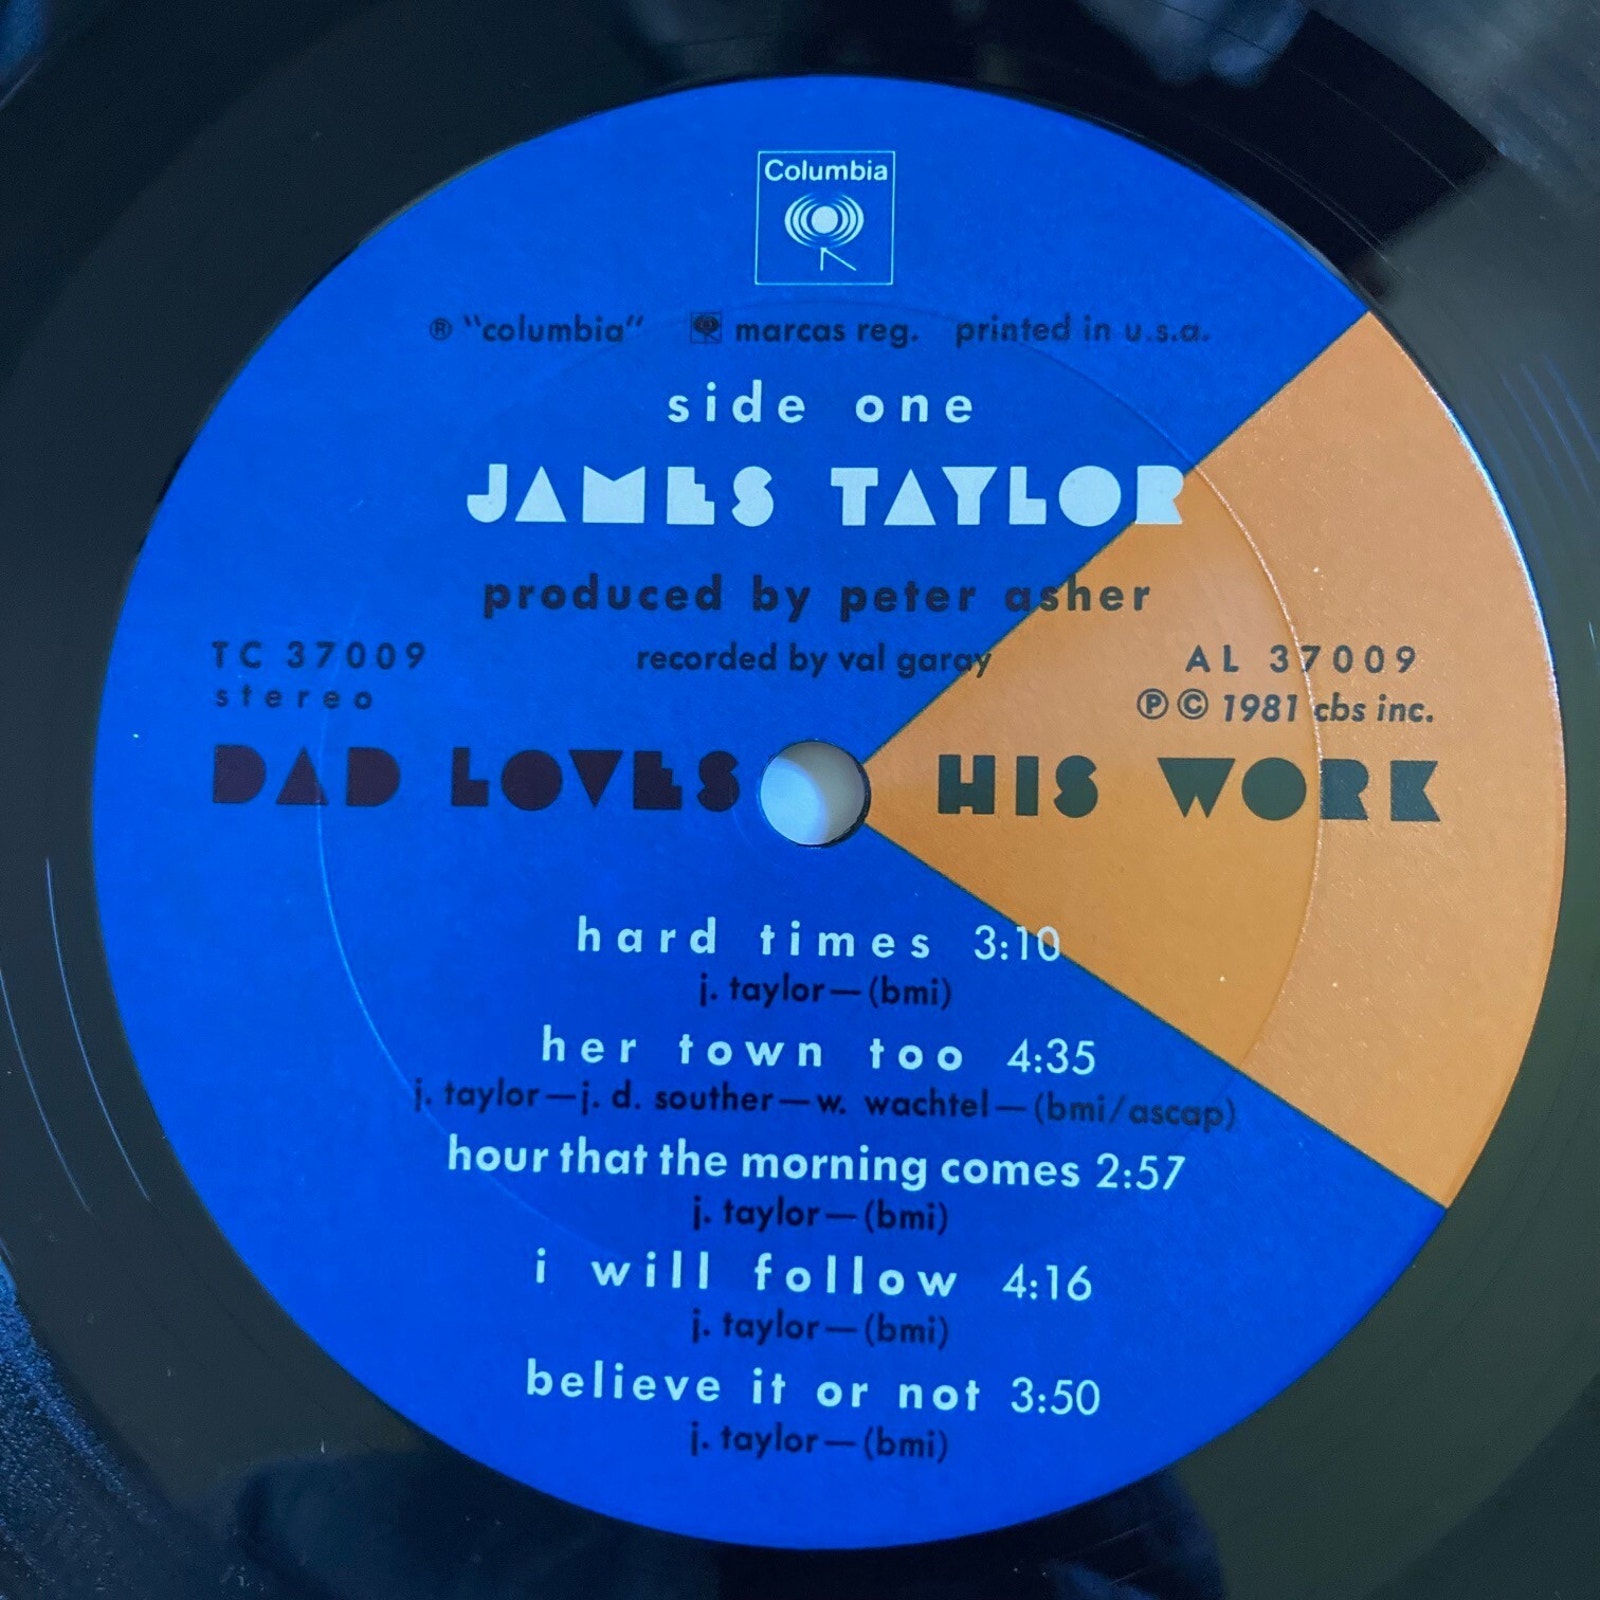 Columbia
® "columbia" marcas reg. printed in u.s.a.
side one
JAMES TAYLOR
produced by peter asher
TC 37009 recorded by val garay AL 37009
stereo ℗ © 1981 cbs inc.
DAD LOVES HIS WORK
hard times 3:10
j. taylor—(bmi)
her town too 4:35
j. taylor—j. d. souther—w. wachtel—(bmi/ascap)
hour that the morning comes 2:57
j. taylor—(bmi)
i will follow 4:16
j. taylor—(bmi)
believe it or not 3:50
j. taylor—(bmi)